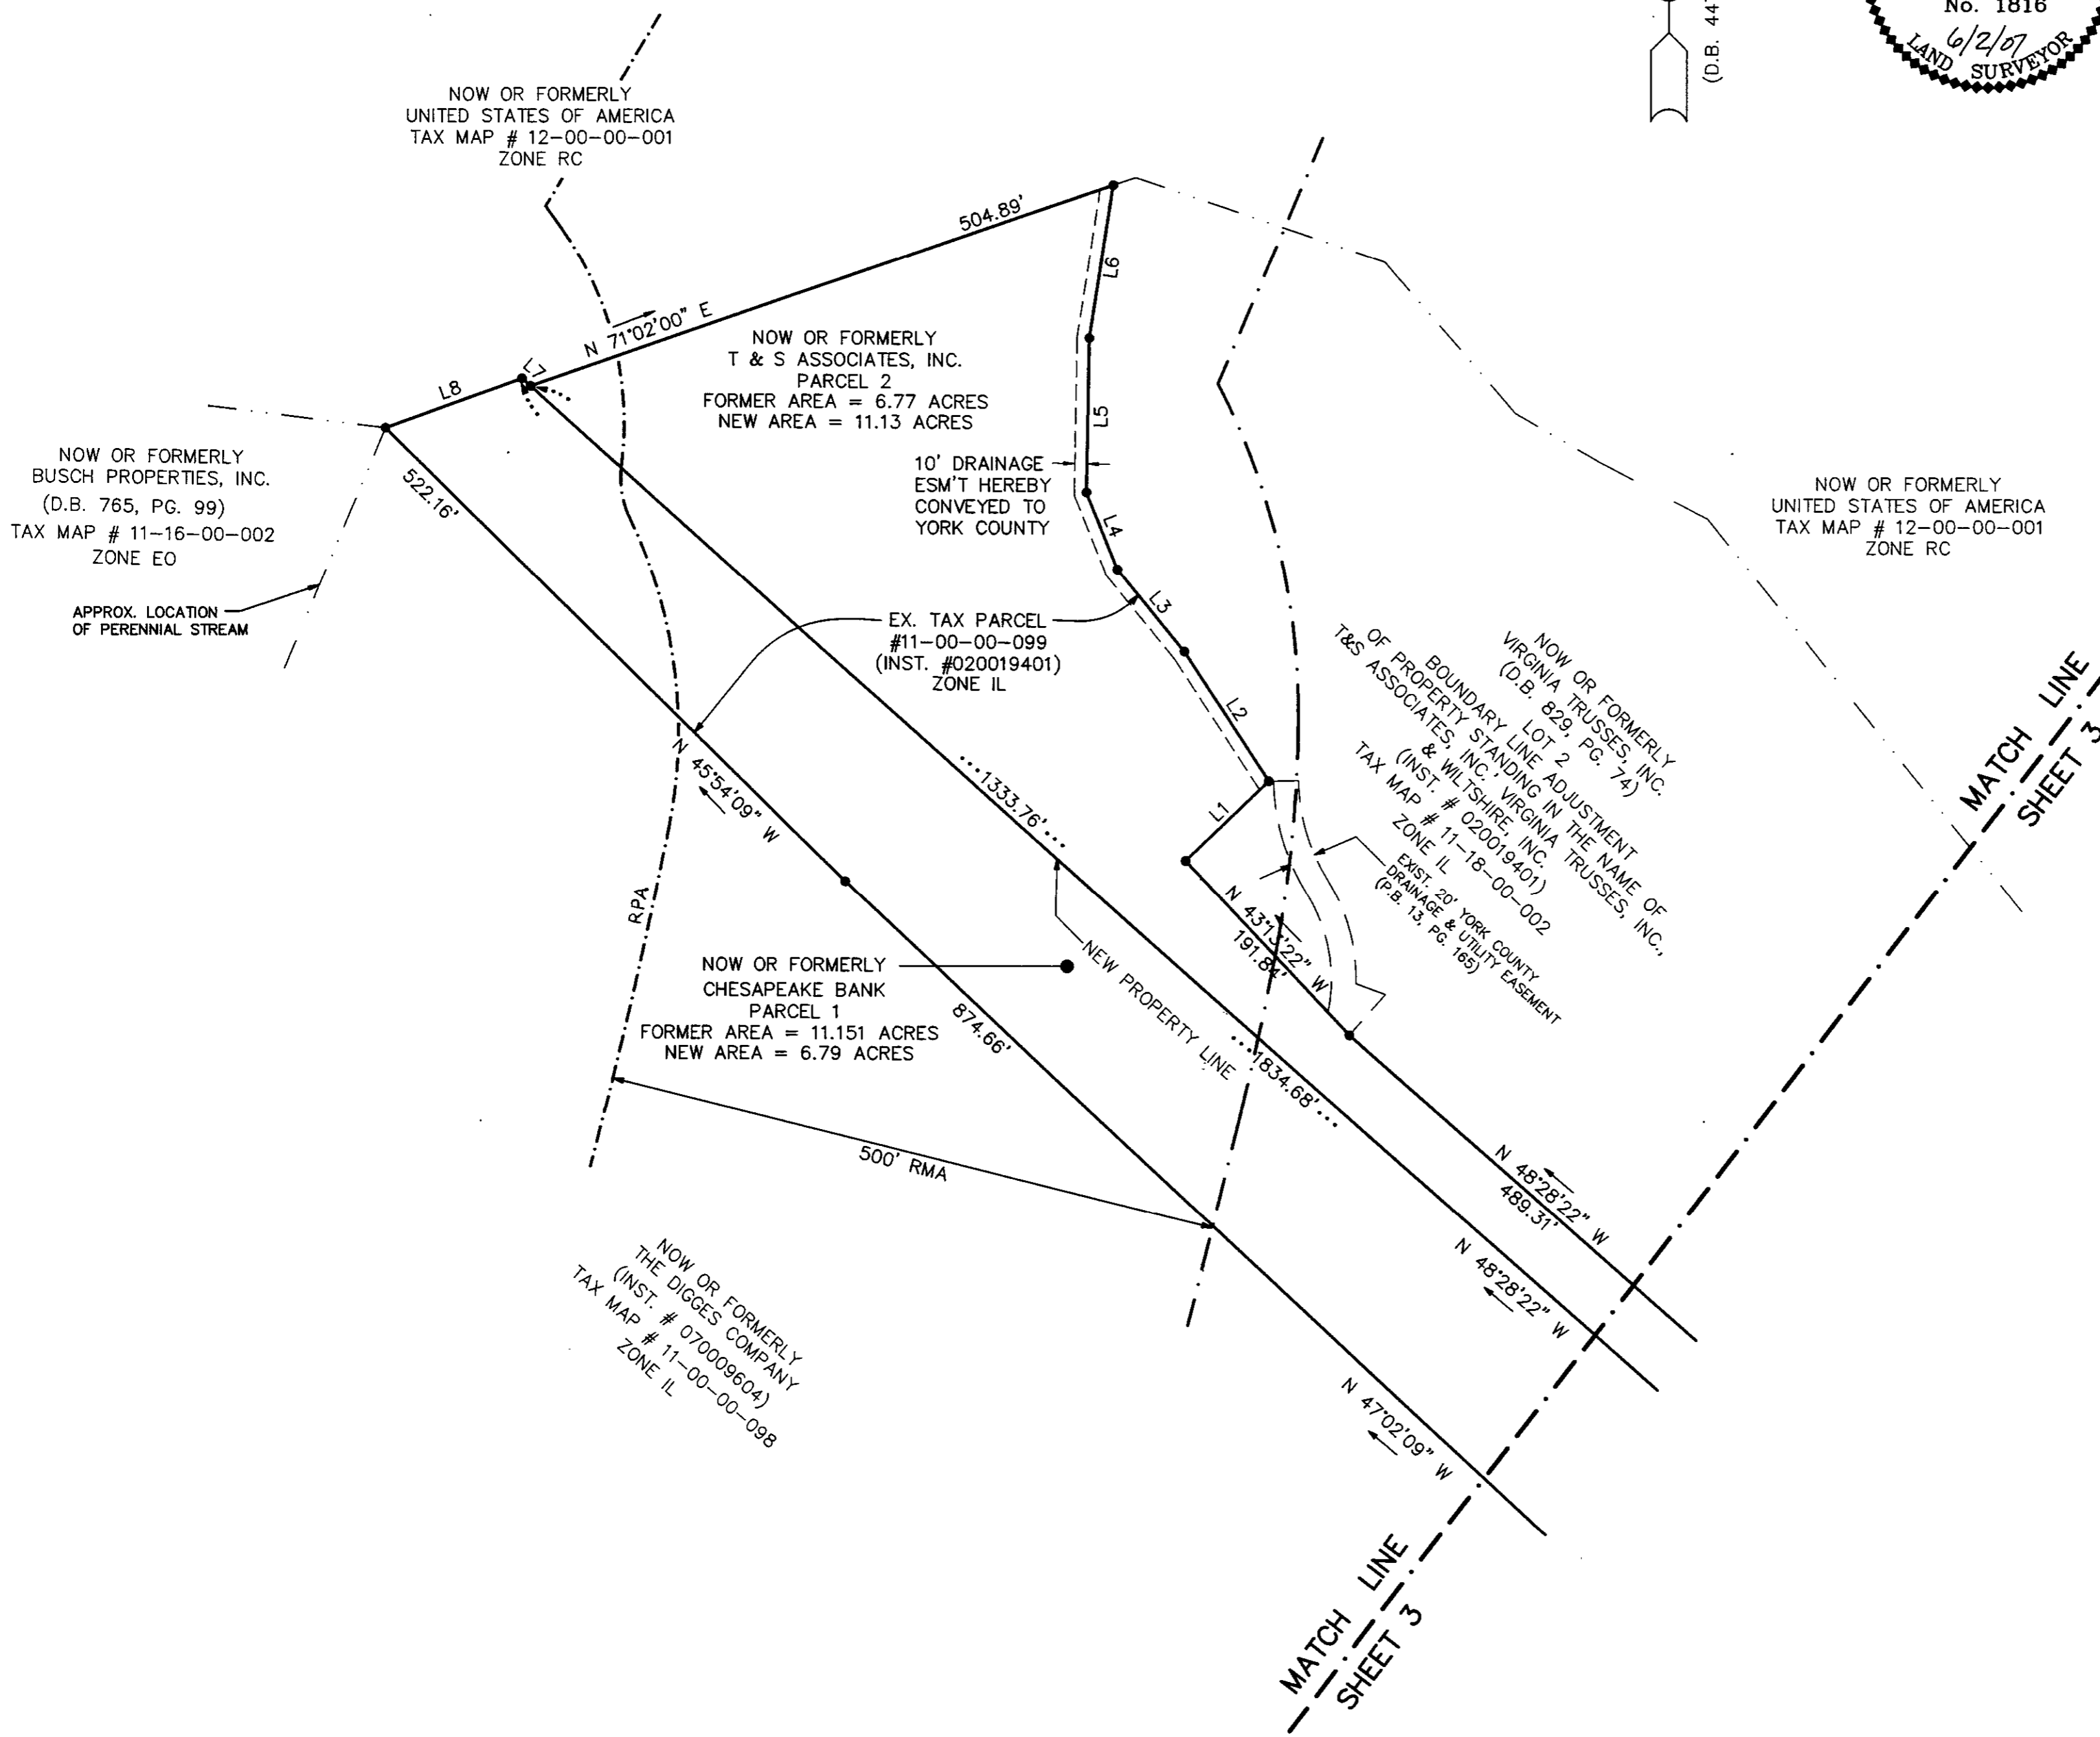 No. 1816
6/2/07
LAND SURVEYOR
(D.B. 44
NOW OR FORMERLY
UNITED STATES OF AMERICA
TAX MAP # 12-00-00-001
ZONE RC
504.89'
L6
N 71°02'00" E
L7
L8
NOW OR FORMERLY
T & S ASSOCIATES, INC.
PARCEL 2
FORMER AREA = 6.77 ACRES
NEW AREA = 11.13 ACRES
L5
NOW OR FORMERLY
BUSCH PROPERTIES, INC.
(D.B. 765, PG. 99)
TAX MAP # 11-16-00-002
ZONE EO
522.16'
10' DRAINAGE
ESM'T HEREBY
CONVEYED TO
YORK COUNTY
L4
NOW OR FORMERLY
UNITED STATES OF AMERICA
TAX MAP # 12-00-00-001
ZONE RC
APPROX. LOCATION
OF PERENNIAL STREAM
EX. TAX PARCEL
#11-00-00-099
(INST. #020019401)
ZONE IL
L3
L2
L1
NOW OR FORMERLY
VIRGINIA TRUSSES, INC.
(D.B. 829, PG. 74)
LOT 2
BOUNDARY LINE ADJUSTMENT
OF PROPERTY STANDING IN THE NAME OF
T&S ASSOCIATES, INC., VIRGINIA TRUSSES, INC.,
& WILTSHIRE, INC.
(INST. # 020019401)
TAX MAP # 11-18-00-002
ZONE IL
EXIST. 20' YORK COUNTY
DRAINAGE & UTILITY EASEMENT
(P.B. 13, PG. 165)
MATCH LINE
SHEET 3
N 45°54'09" W
1333.76'
RPA
N 43°13'22" W
191.84'
NOW OR FORMERLY
CHESAPEAKE BANK
PARCEL 1
FORMER AREA = 11.151 ACRES
NEW AREA = 6.79 ACRES
NEW PROPERTY LINE
874.66'
1834.68'
500' RMA
N 48°28'22" W
489.31'
N 48°28'22" W
NOW OR FORMERLY
THE DIGGES COMPANY
(INST. # 070009604)
TAX MAP # 11-00-00-098
ZONE IL
N 47°02'09" W
MATCH LINE
SHEET 3